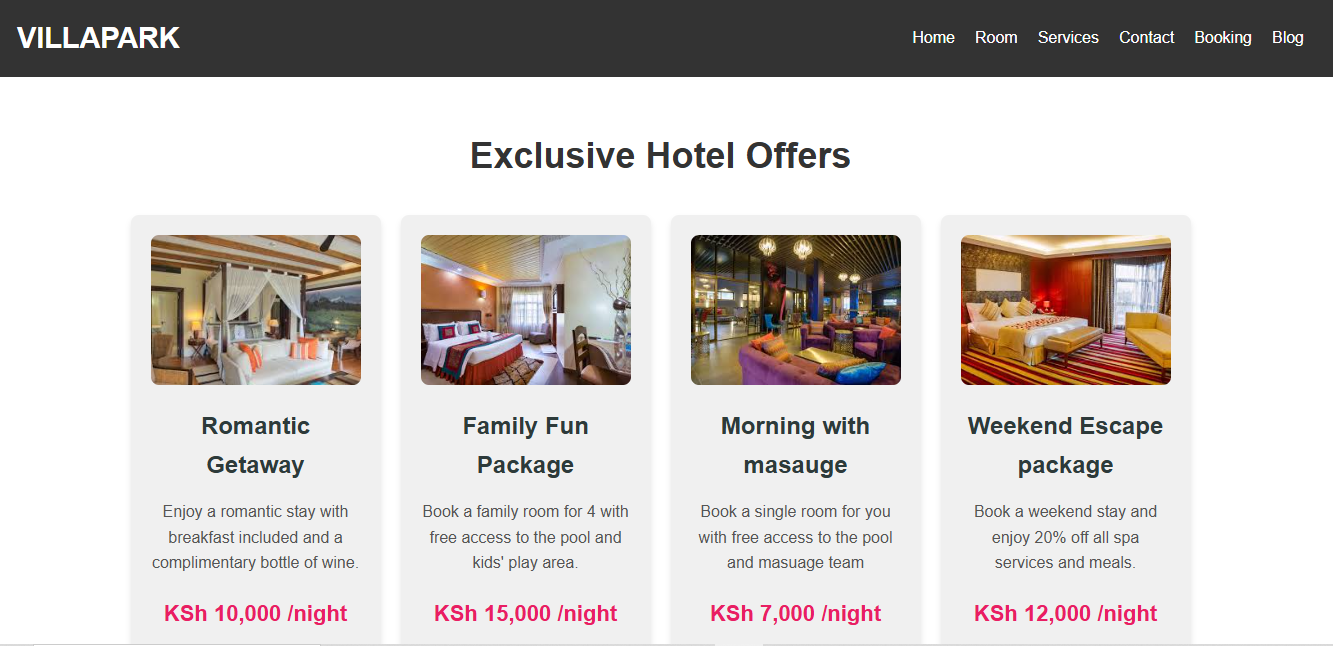 VILLAPARK
Home Room Services Contact Booking Blog
Exclusive Hotel Offers
Romantic
Getaway
Enjoy a romantic stay with
breakfast included and a
complimentary bottle of wine.
KSh 10,000 /night
Family Fun
Package
Book a family room for 4 with
free access to the pool and
kids' play area.
KSh 15,000 /night
Morning with
masauge
Book a single room for you
with free access to the pool
and masuage team
KSh 7,000 /night
Weekend Escape
package
Book a weekend stay and
enjoy 20% off all spa
services and meals.
KSh 12,000 /night